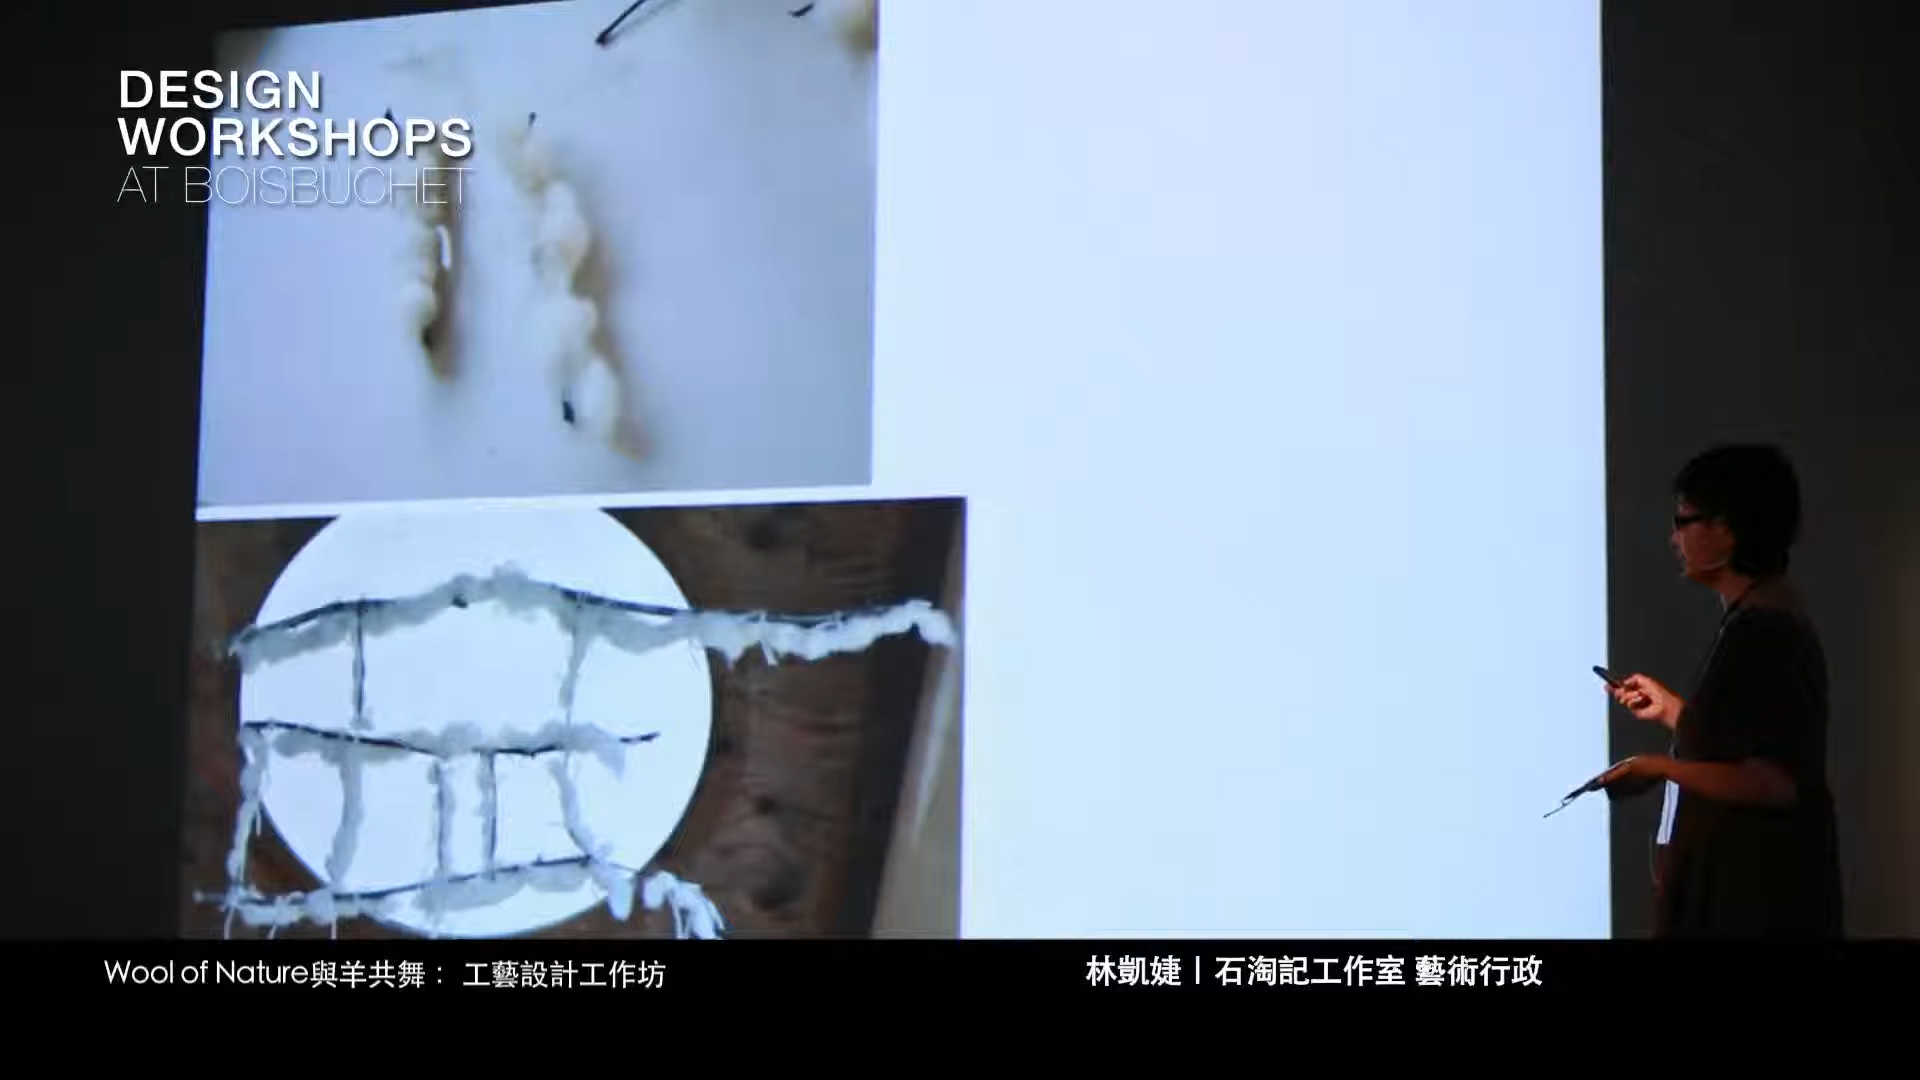 DESIGN
WORKSHOPS
AT BOISBUCHET
Wool of Nature與羊共舞： 工藝設計工作坊
林凱婕 | 石淘記工作室 藝術行政